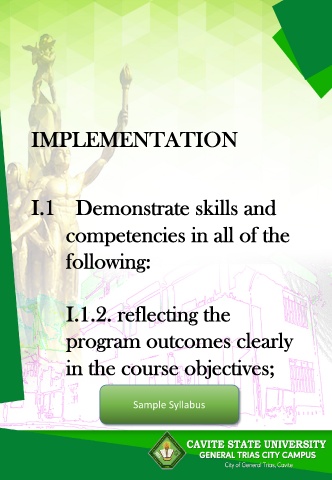 IMPLEMENTATION
I.1 Demonstrate skills and
competencies in all of the
following:
I.1.2. reflecting the
program outcomes clearly
in the course objectives;
Sample Syllabus
CAVITE STATE UNIVERSITY
GENERAL TRIAS CITY CAMPUS
City of General Trias, Cavite